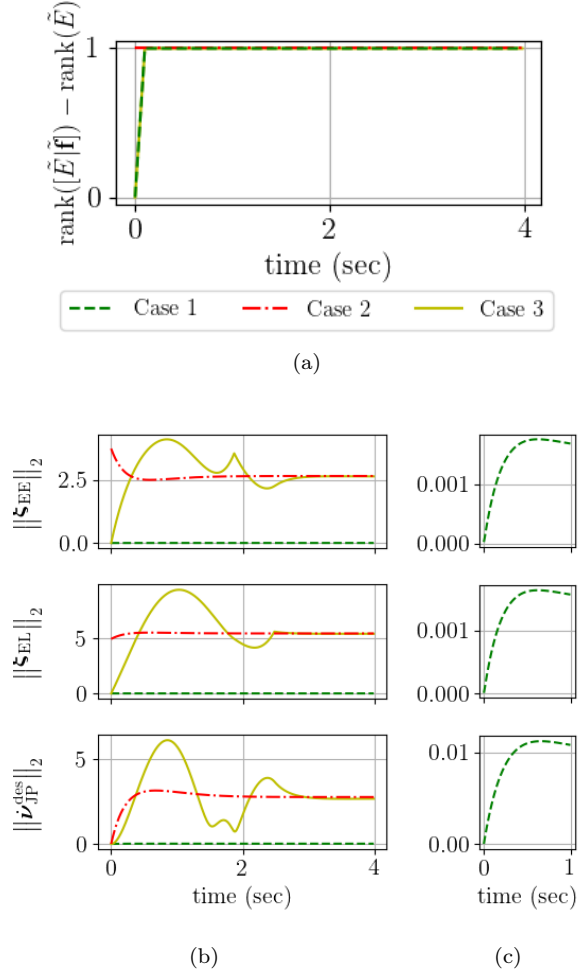 rank([Ẽ|f̃]) − rank(Ẽ)
1
0
0 2 4
time (sec)
Case 1 Case 2 Case 3
(a)
||ξ_EE||_2
2.5
0.0
0.001
0.000
||ξ_EL||_2
5
0
0.001
0.000
||ν̇_JP^des||_2
5
0
0.01
0.00
0 2 4
0 1
time (sec)
time (sec)
(b)
(c)